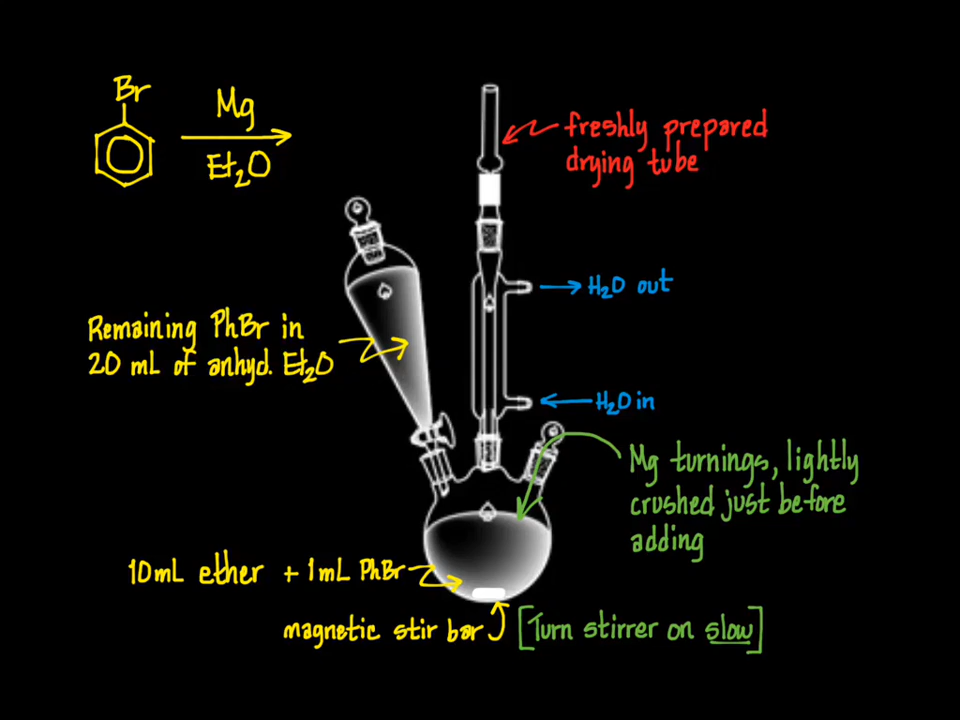 Br
Mg
Et₂O
freshly prepared
drying tube
H₂O out
Remaining PhBr in
20 mL of anhyd. Et₂O
H₂O in
Mg turnings, lightly
crushed just before
adding
10mL ether + 1mL PhBr
magnetic stir bar
[Turn stirrer on slow]